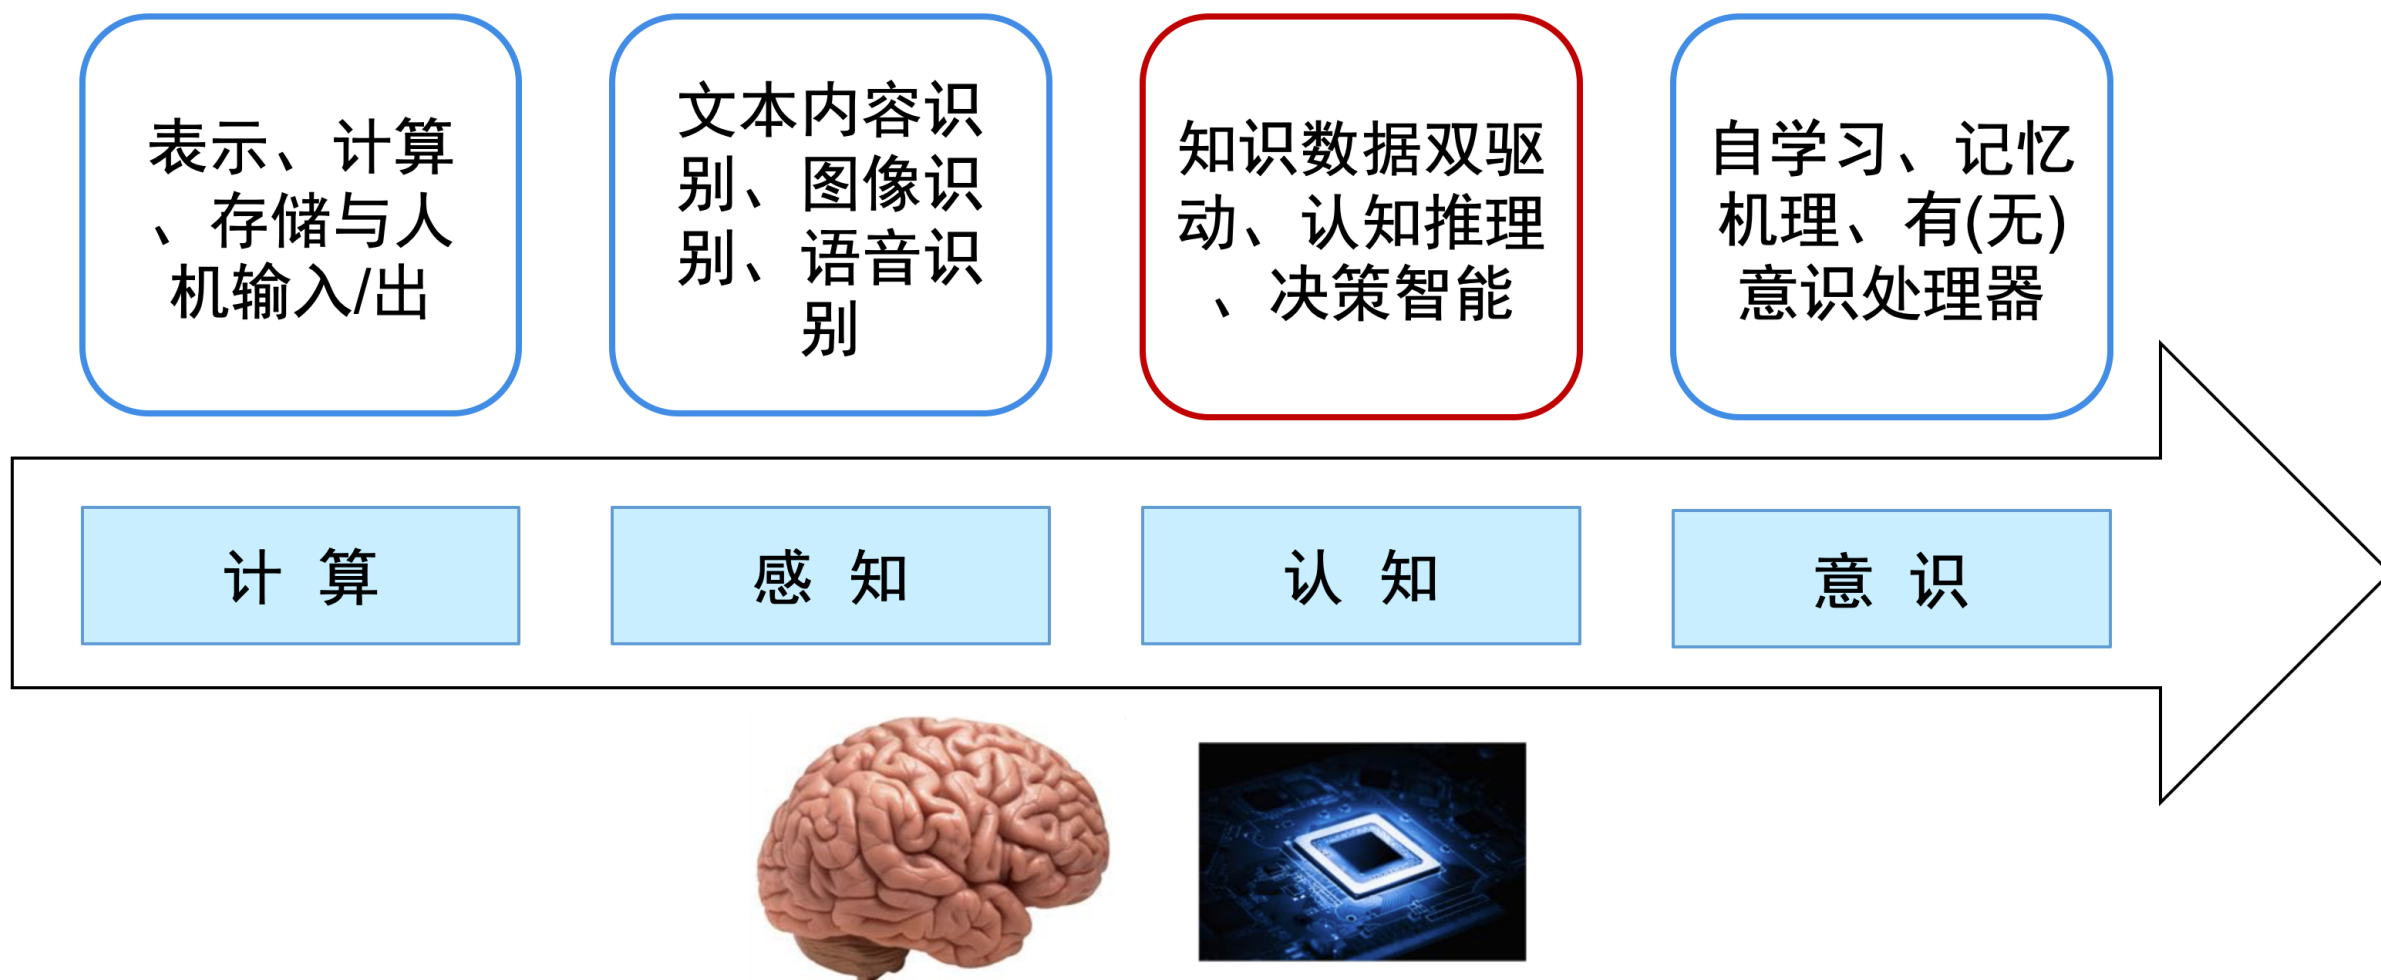 表示、计算
、存储与人
机输入/出
文本内容识
别、图像识
别、语音识
别
知识数据双驱
动、认知推理
、决策智能
自学习、记忆
机理、有(无)
意识处理器
计 算
感 知
认 知
意 识